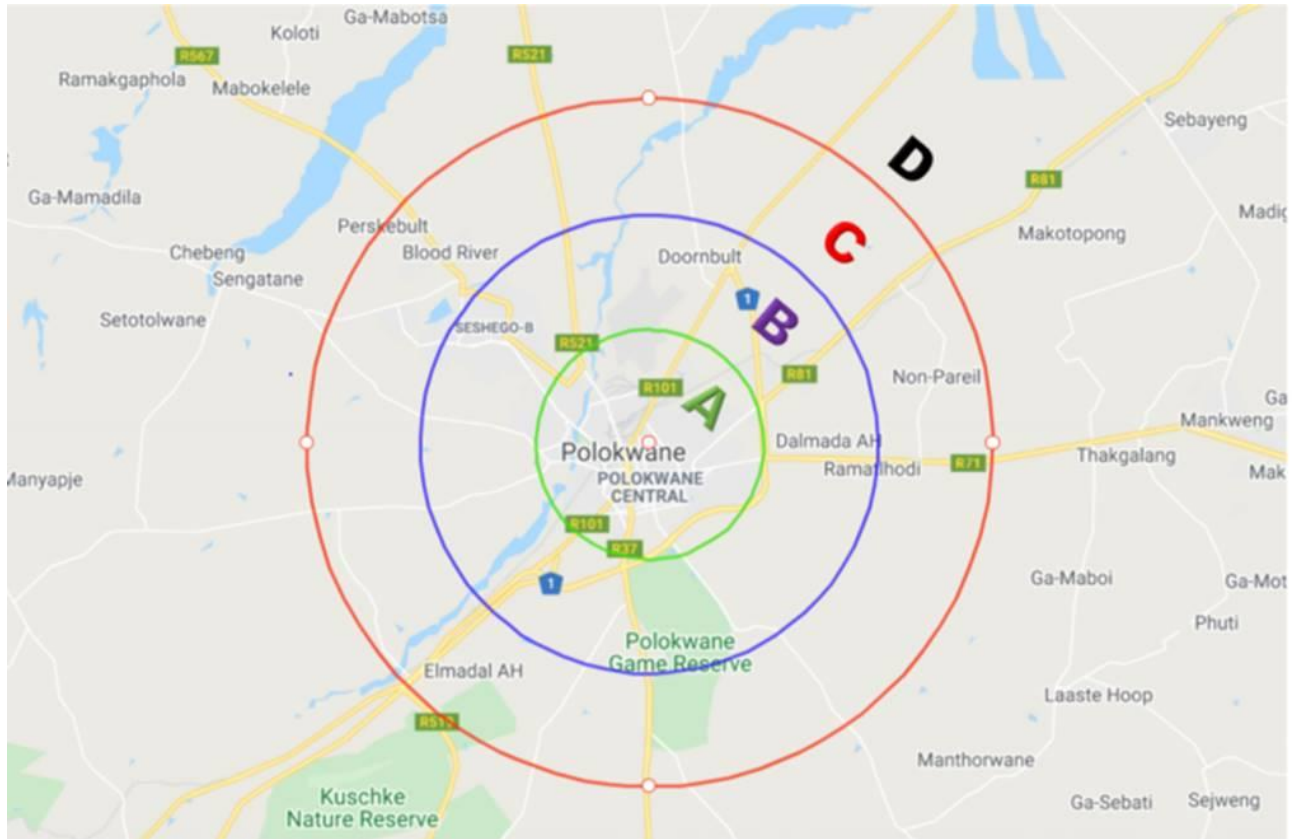 Ga-Mabotsa
Koloti
R567
R521
Ramakgaphola
Mabokelele
Sebayeng
D
R81
Ga-Mamadila
Madig
Perskebult
C
Makotopong
Chebeng
Blood River
Doornbult
Sengatane
1
B
Setotolwane
SESHEGO-B
R521
R81
Non-Pareil
R101
A
Ga
Mankweng
Dalmada AH
Polokwane
Thakgalang
R71
Mak
Manyapje
POLOKWANE
CENTRAL
R101
R37
1
Ga-Maboi
Ga-Mot
Phuti
Polokwane
Game Reserve
Elmadal AH
Laaste Hoop
Manthorwane
Kuschke
Nature Reserve
Ga-Sebati
Sejweng